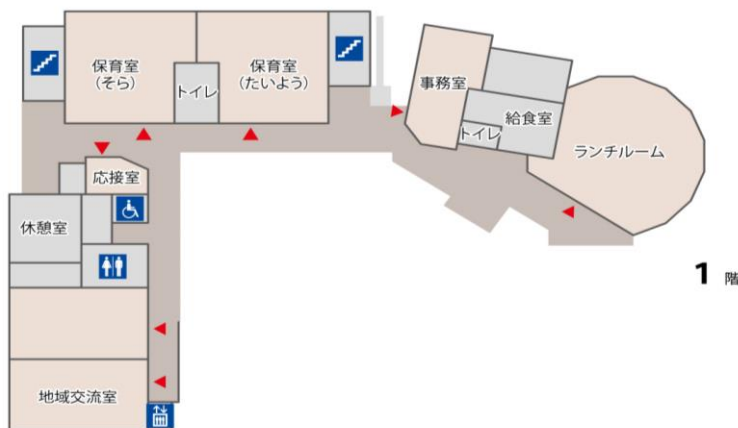 保育室
(そら)
トイレ
保育室
(たいよう)
事務室
給食室
トイレ
ランチルーム
応接室
休憩室
地域交流室
1 階